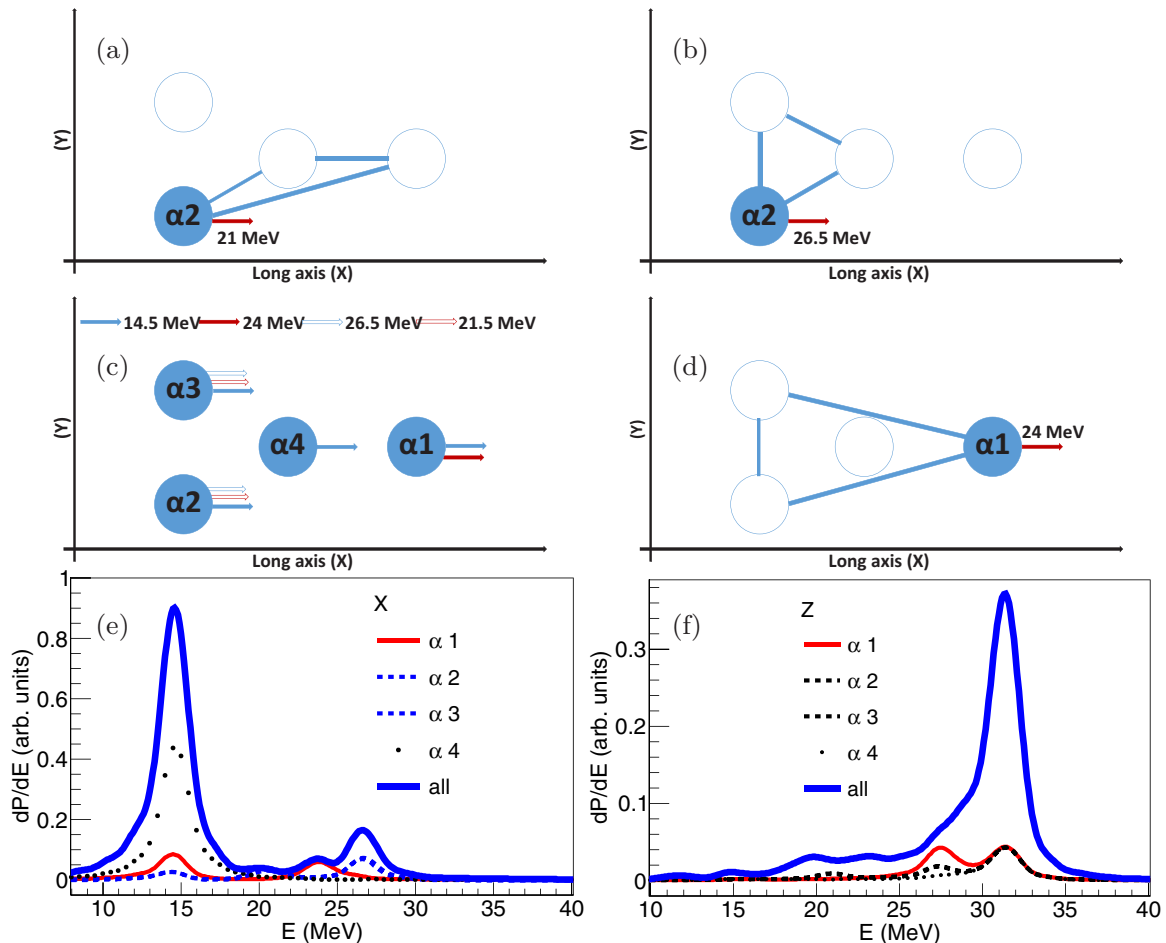 (a)
(Y)
α2
21 MeV
Long axis (X)
(b)
(Y)
α2
26.5 MeV
Long axis (X)
14.5 MeV
24 MeV
26.5 MeV
21.5 MeV
(c)
(Y)
α3
α4
α1
α2
Long axis (X)
(d)
(Y)
α1
24 MeV
Long axis (X)
(e)
X
α 1
α 2
α 3
α 4
all
dP/dE (arb. units)
1
0.8
0.6
0.4
0.2
0
10 15 20 25 30 35 40
E (MeV)
(f)
Z
α 1
α 2
α 3
α 4
all
dP/dE (arb. units)
0.3
0.2
0.1
0
10 15 20 25 30 35 40
E (MeV)